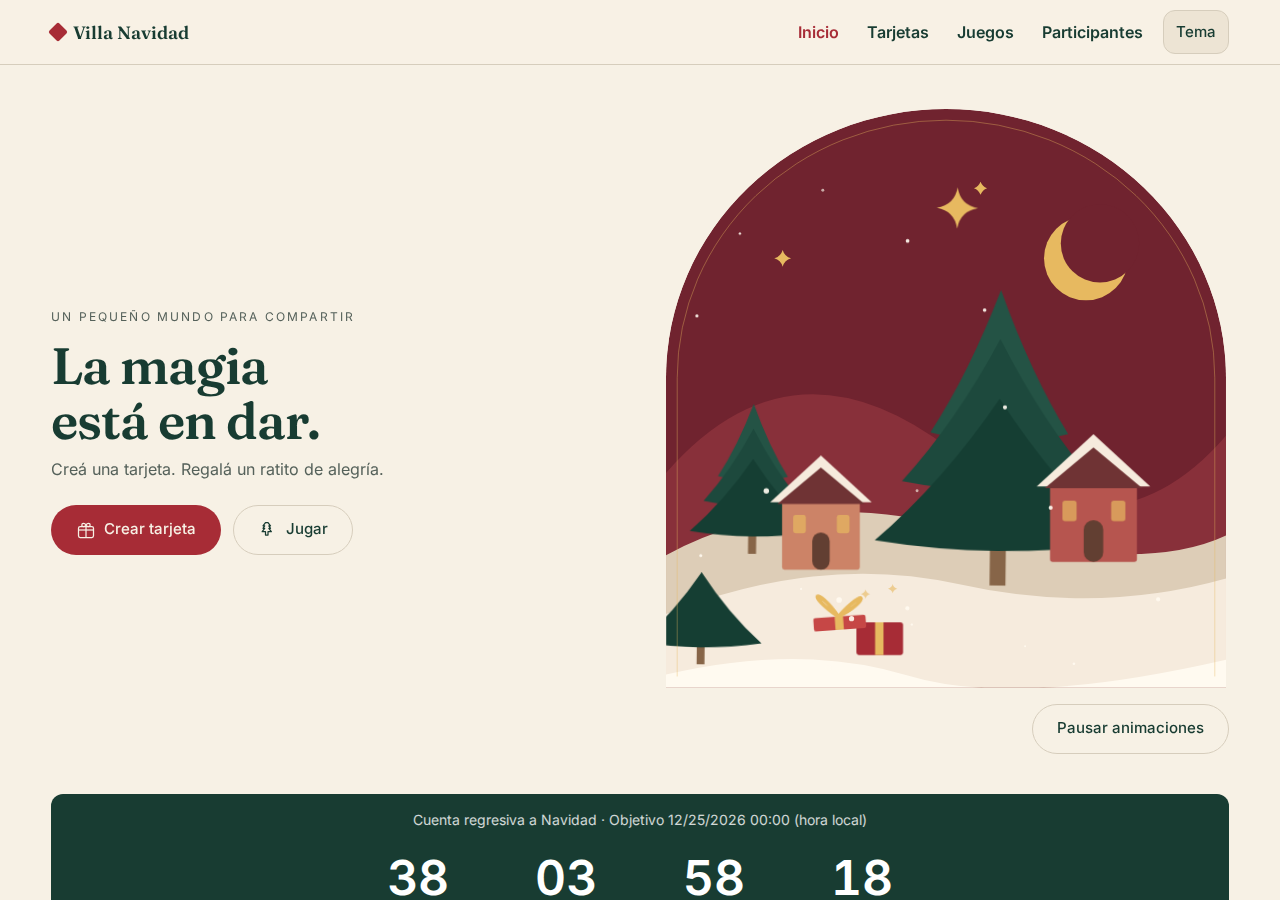 Villa Navidad
Inicio
Tarjetas
Juegos
Participantes
Tema
UN PEQUEÑO MUNDO PARA COMPARTIR
La magia
está en dar.
Creá una tarjeta. Regalá un ratito de alegría.
Crear tarjeta
Jugar
Pausar animaciones
Cuenta regresiva a Navidad · Objetivo 12/25/2026 00:00 (hora local)
38 03 58 18